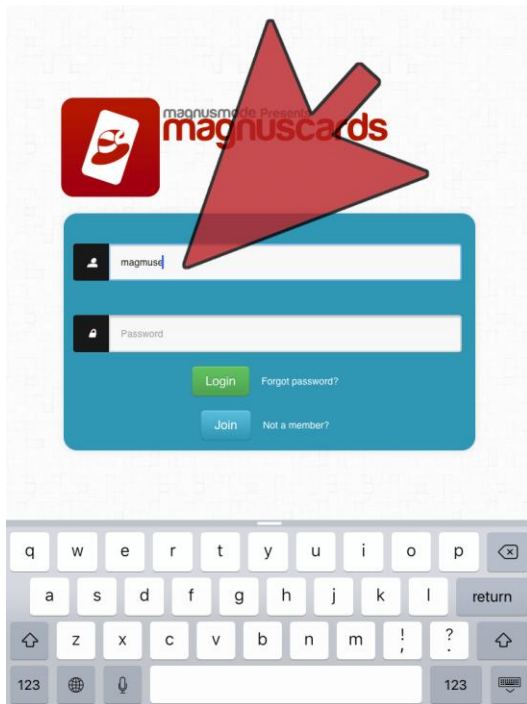 magnusmode Presents
magnuscards
magmuse
Password
Login Forgot password?
Join Not a member?
q w e r t y u i o p
a s d f g h j k l return
z x c v b n m ! , ? .
123 123